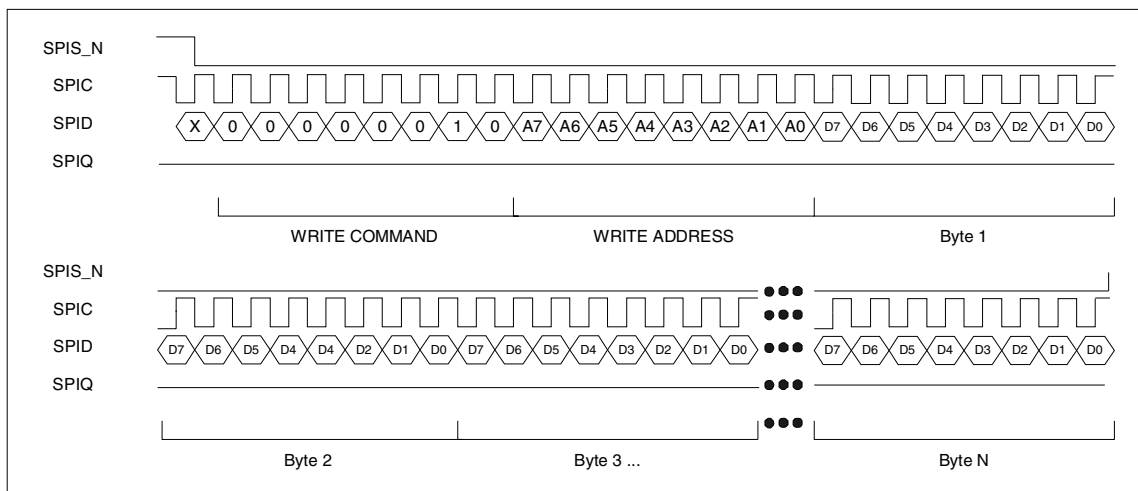 SPIS_N
SPIC
SPID X 0 0 0 0 0 0 1 0 A7 A6 A5 A4 A3 A2 A1 A0 D7 D6 D5 D4 D3 D2 D1 D0
SPIQ
WRITE COMMAND WRITE ADDRESS Byte 1
SPIS_N
SPIC
SPID D7 D6 D5 D4 D4 D2 D1 D0 D7 D6 D5 D4 D3 D2 D1 D0 D7 D6 D5 D4 D3 D2 D1 D0
SPIQ
Byte 2 Byte 3 ... Byte N